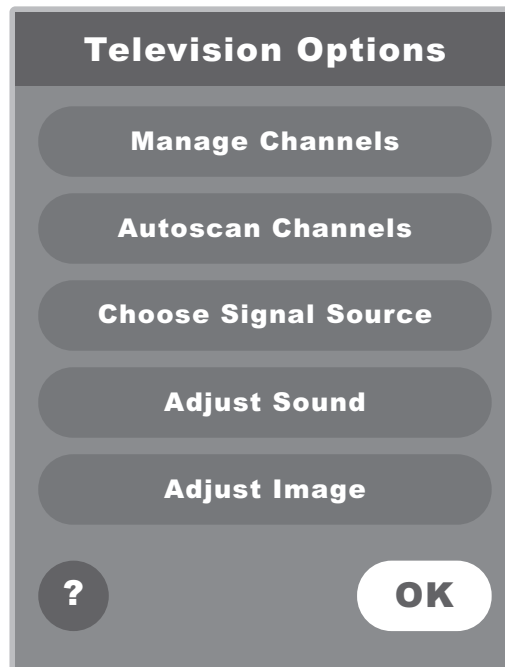 Television Options
Manage Channels
Autoscan Channels
Choose Signal Source
Adjust Sound
Adjust Image
? OK